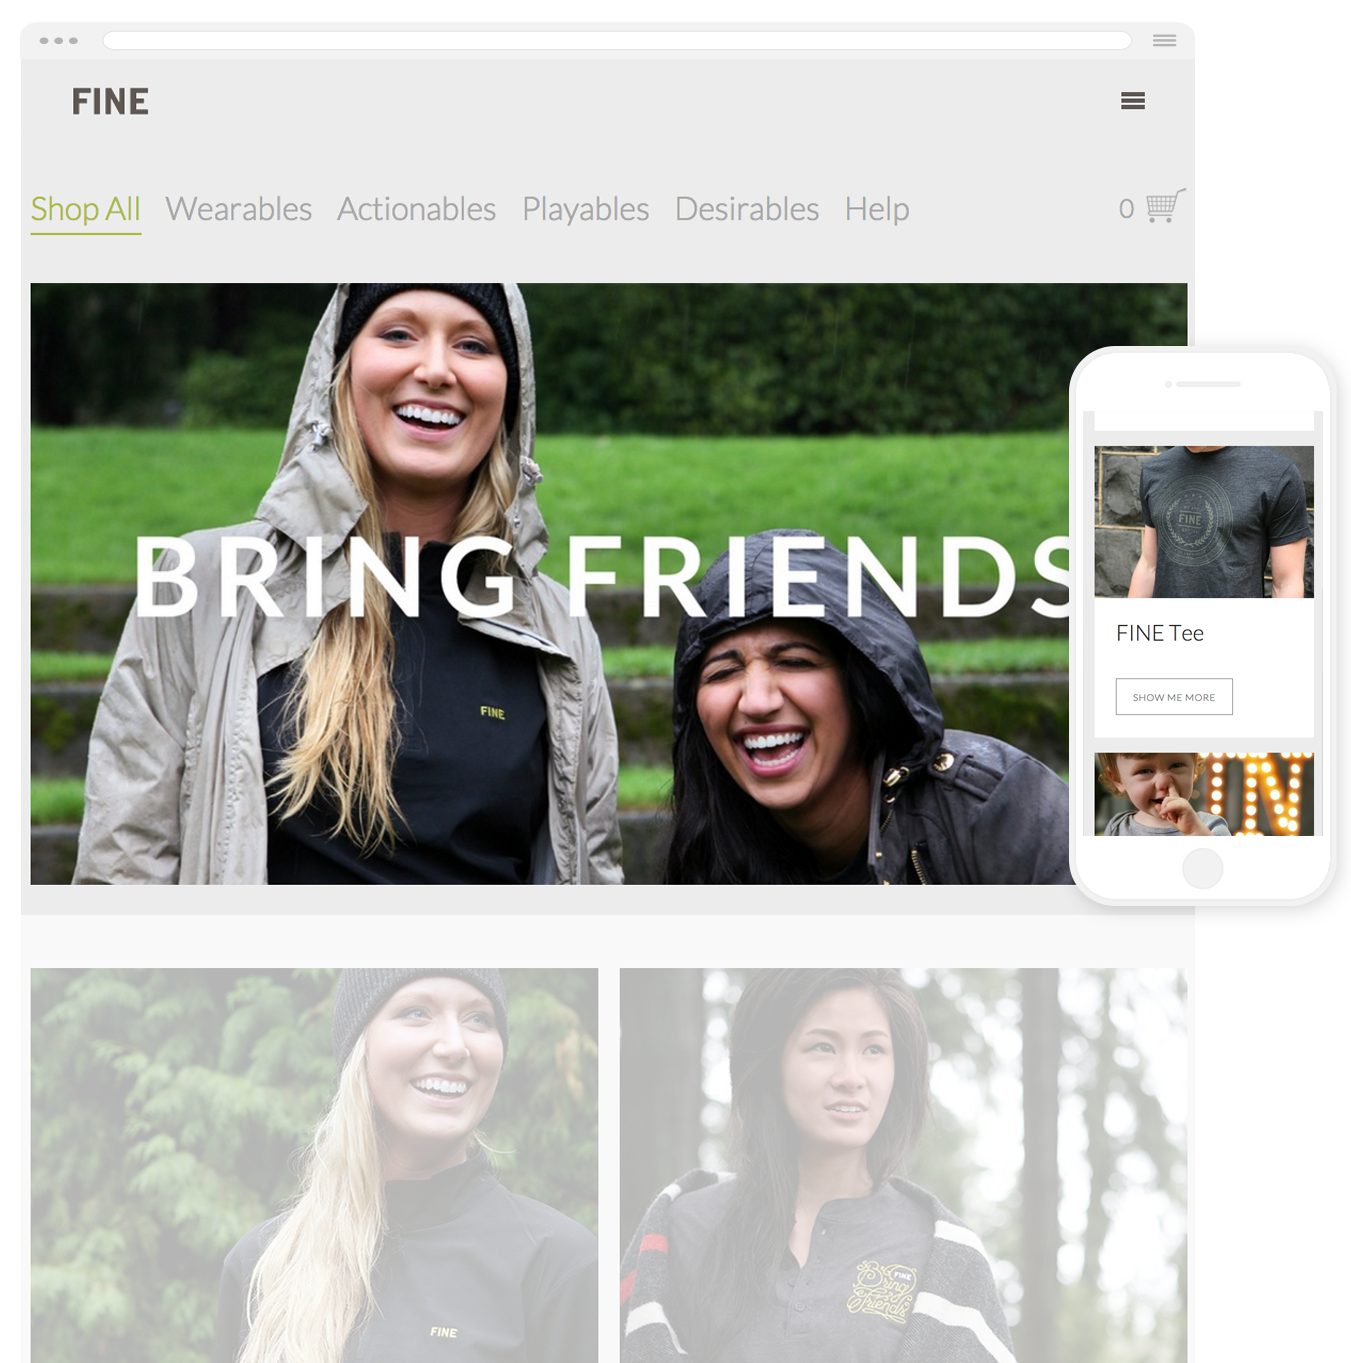 FINE
Shop All Wearables Actionables Playables Desirables Help 0
BRING FRIENDS
FINE
FINE
FINE Tee
SHOW ME MORE
IN
FINE
FINE
Bring
Friends